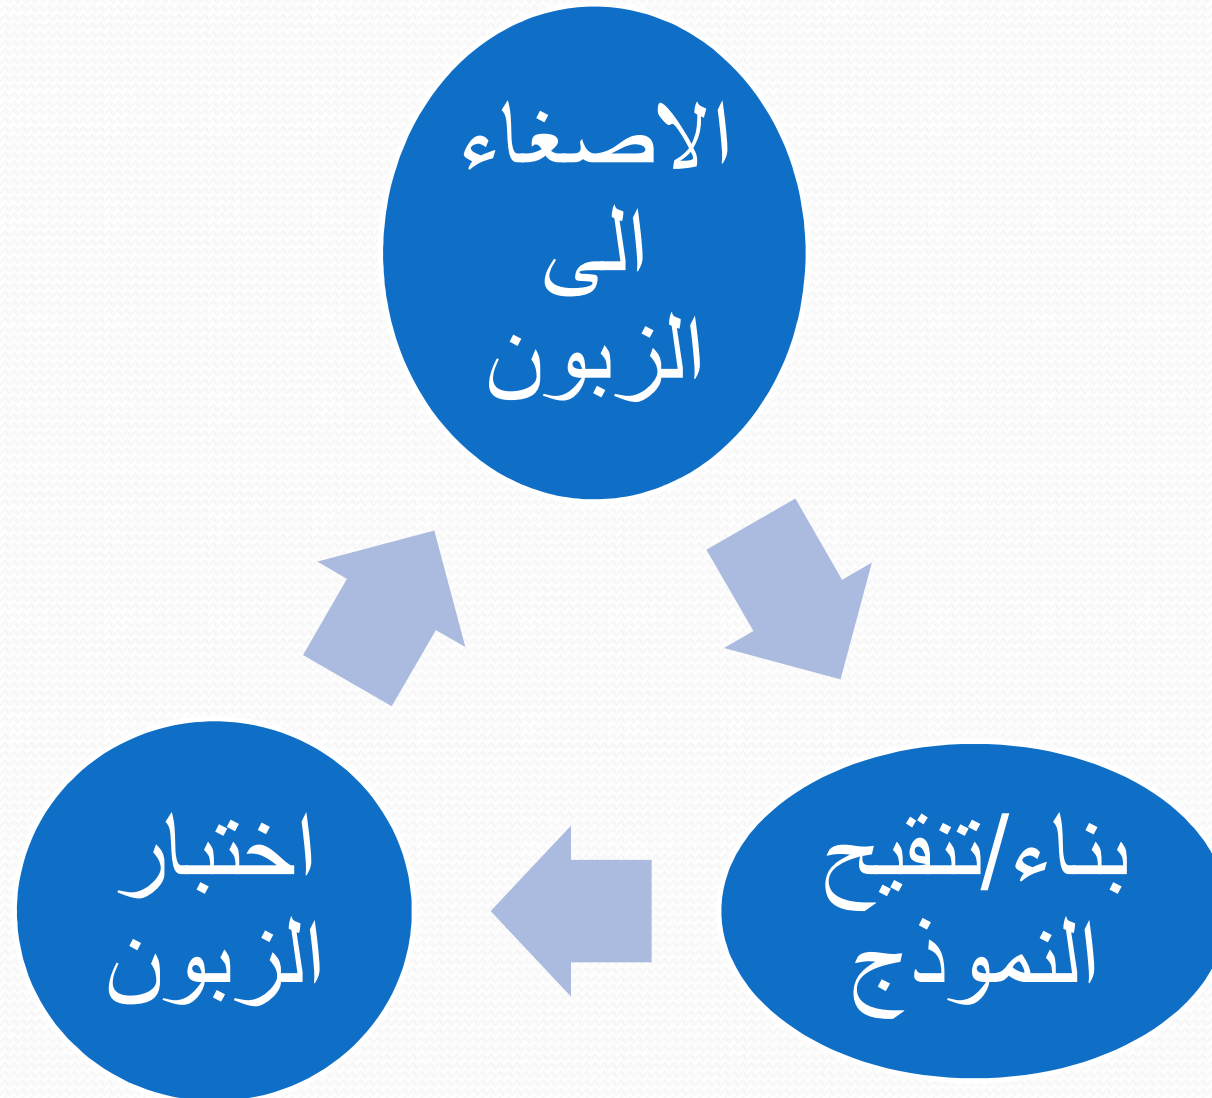 الاصغاء
الى
الزبون
بناء/تنقيح
النموذج
اختبار
الزبون